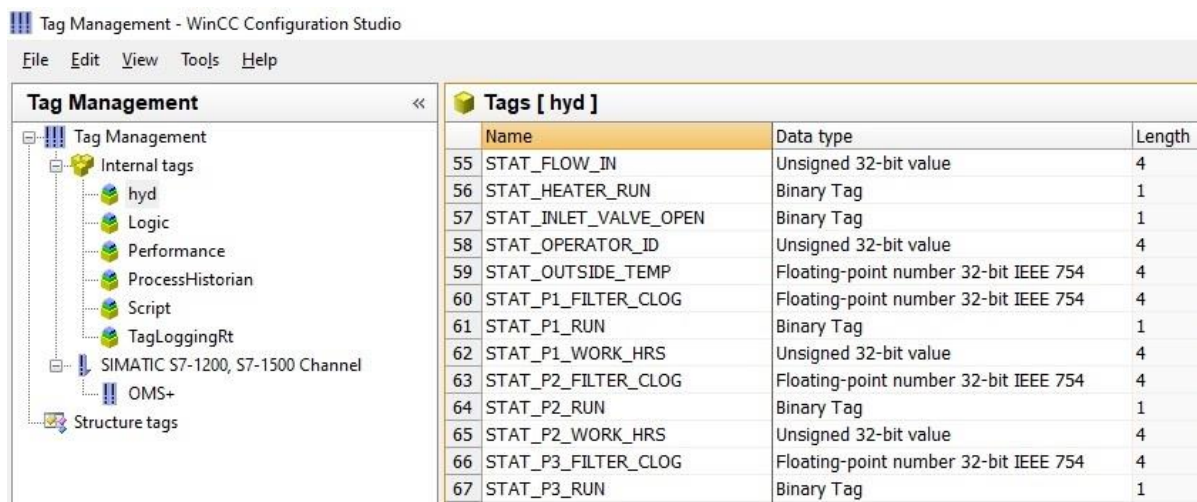 Tag Management - WinCC Configuration Studio
File Edit View Tools Help
Tag Management «
Tag Management
Internal tags
hyd
Logic
Performance
ProcessHistorian
Script
TagLoggingRt
SIMATIC S7-1200, S7-1500 Channel
OMS+
Structure tags
Tags [ hyd ]
Name Data type Length
55 STAT_FLOW_IN Unsigned 32-bit value 4
56 STAT_HEATER_RUN Binary Tag 1
57 STAT_INLET_VALVE_OPEN Binary Tag 1
58 STAT_OPERATOR_ID Unsigned 32-bit value 4
59 STAT_OUTSIDE_TEMP Floating-point number 32-bit IEEE 754 4
60 STAT_P1_FILTER_CLOG Floating-point number 32-bit IEEE 754 4
61 STAT_P1_RUN Binary Tag 1
62 STAT_P1_WORK_HRS Unsigned 32-bit value 4
63 STAT_P2_FILTER_CLOG Floating-point number 32-bit IEEE 754 4
64 STAT_P2_RUN Binary Tag 1
65 STAT_P2_WORK_HRS Unsigned 32-bit value 4
66 STAT_P3_FILTER_CLOG Floating-point number 32-bit IEEE 754 4
67 STAT_P3_RUN Binary Tag 1